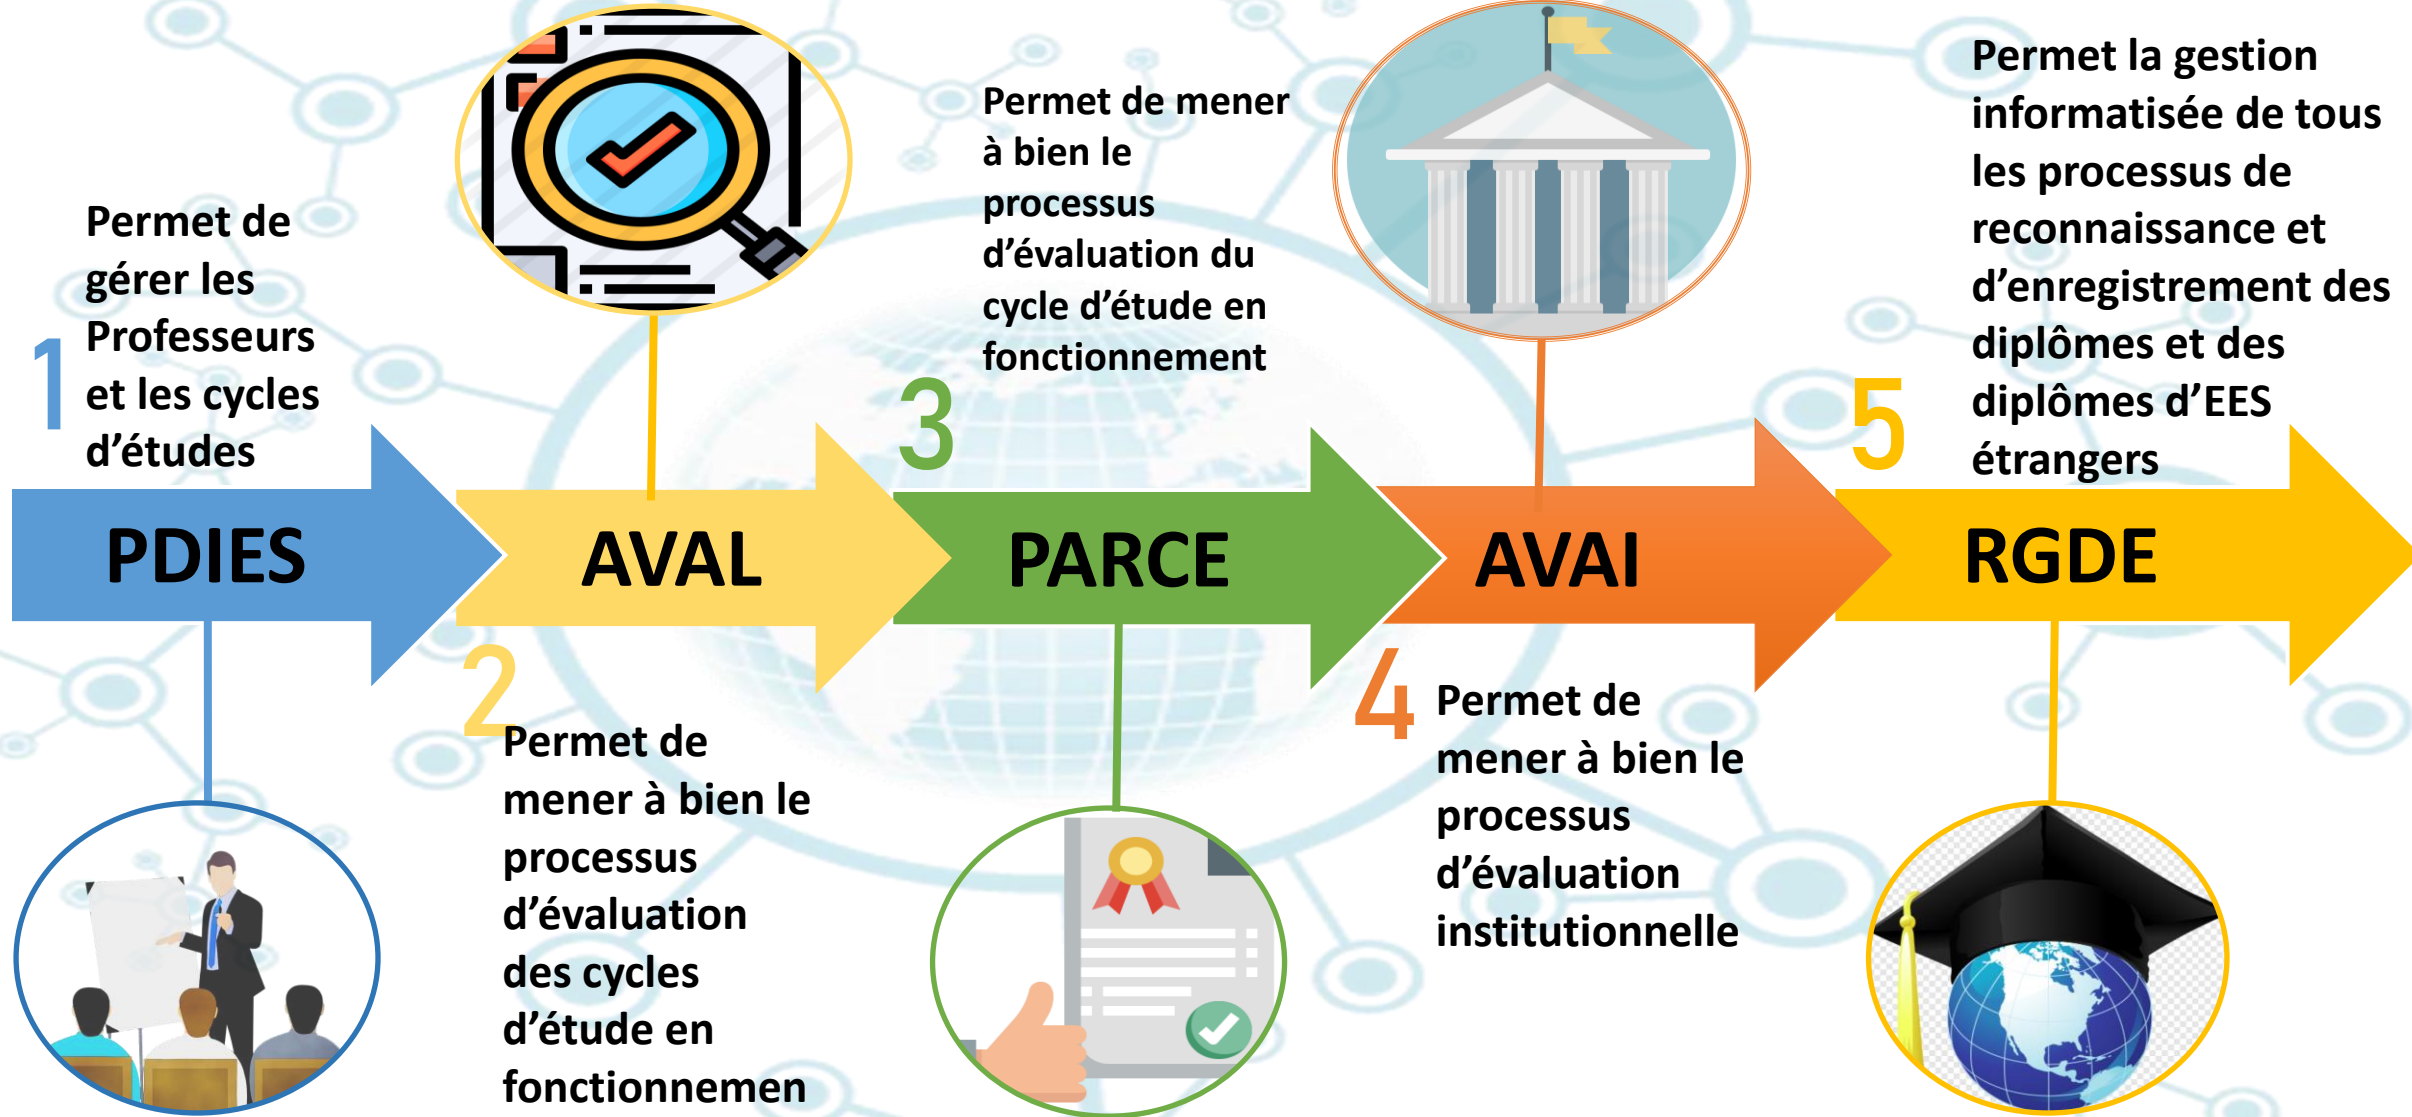 1
Permet de
gérer les
Professeurs
et les cycles
d’études
PDIES
AVAL
2
Permet de
mener à bien le
processus
d’évaluation
des cycles
d’étude en
fonctionnemen
3
Permet de mener
à bien le
processus
d’évaluation du
cycle d’étude en
fonctionnement
PARCE
AVAI
4
Permet de
mener à bien le
processus
d’évaluation
institutionnelle
5
Permet la gestion
informatisée de tous
les processus de
reconnaissance et
d’enregistrement des
diplômes et des
diplômes d’EES
étrangers
RGDE